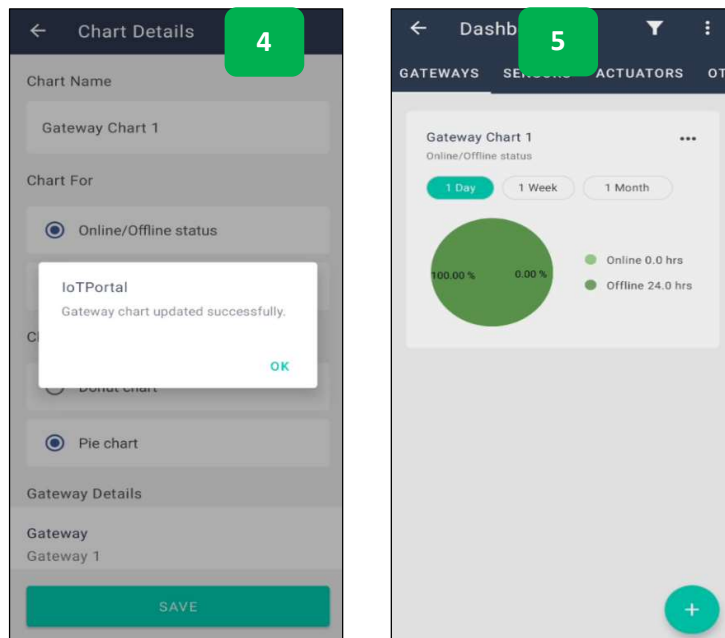 Chart Details
4
Chart Name
Gateway Chart 1
Chart For
Online/Offline status
IoTPortal
Gateway chart updated successfully.
OK
Donut chart
Pie chart
Gateway Details
Gateway
Gateway 1
SAVE
5
GATEWAYS
ACTUATORS
Gateway Chart 1
Online/Offline status
1 Day 1 Week 1 Month
100.00 % 0.00 %
Online 0.0 hrs
Offline 24.0 hrs
+